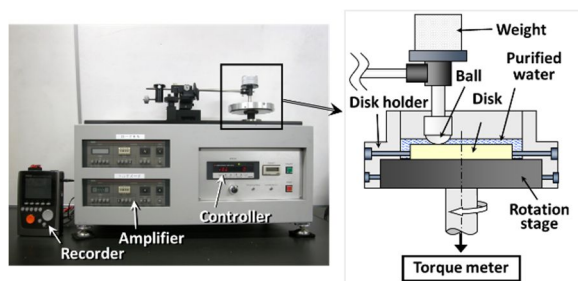 Controller
Amplifier
Recorder
Weight
Purified
water
Ball
Disk holder
Disk
Rotation
stage
Torque meter